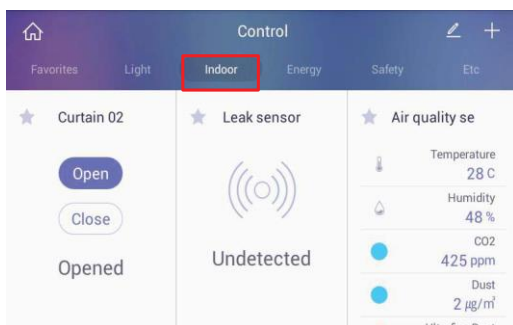 Control
Favorites Light Indoor Energy Safety Etc
Curtain 02
Open
Close
Opened
Leak sensor
Undetected
Air quality se
Temperature
28 C
Humidity
48 %
CO2
425 ppm
Dust
2 µg/m²